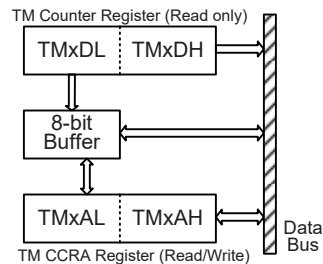 TM Counter Register (Read only)
TMxDL TMxDH
8-bit
Buffer
TMxAL TMxAH
TM CCRA Register (Read/Write)
Data
Bus